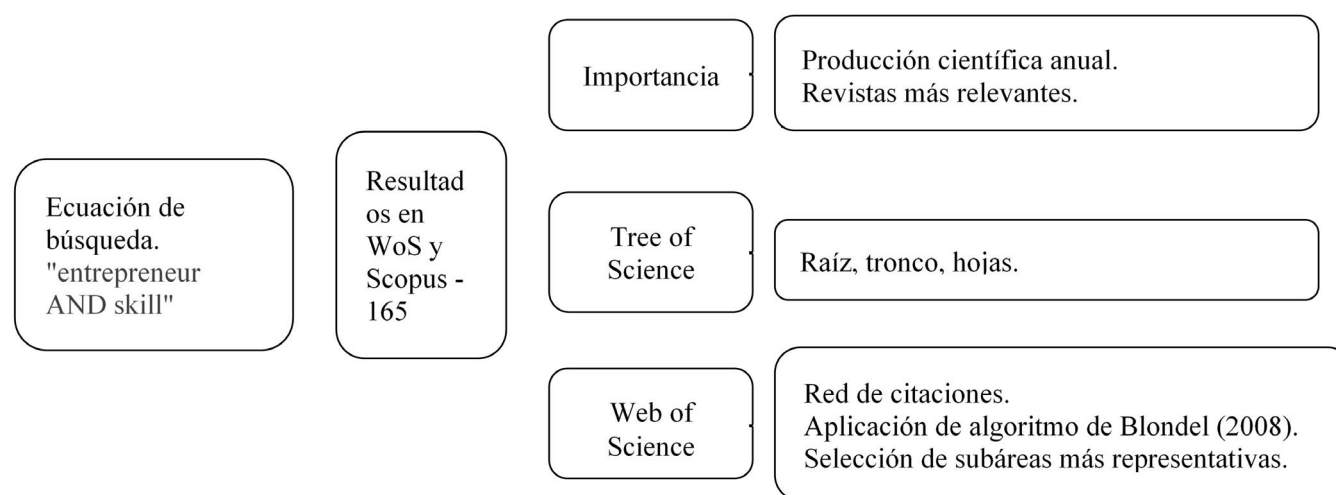 Ecuación de
búsqueda.
"entrepreneur
AND skill"
Resultad
os en
WoS y
Scopus -
165
Importancia
Producción científica anual.
Revistas más relevantes.
Tree of
Science
Raíz, tronco, hojas.
Web of
Science
Red de citaciones.
Aplicación de algoritmo de Blondel (2008).
Selección de subáreas más representativas.